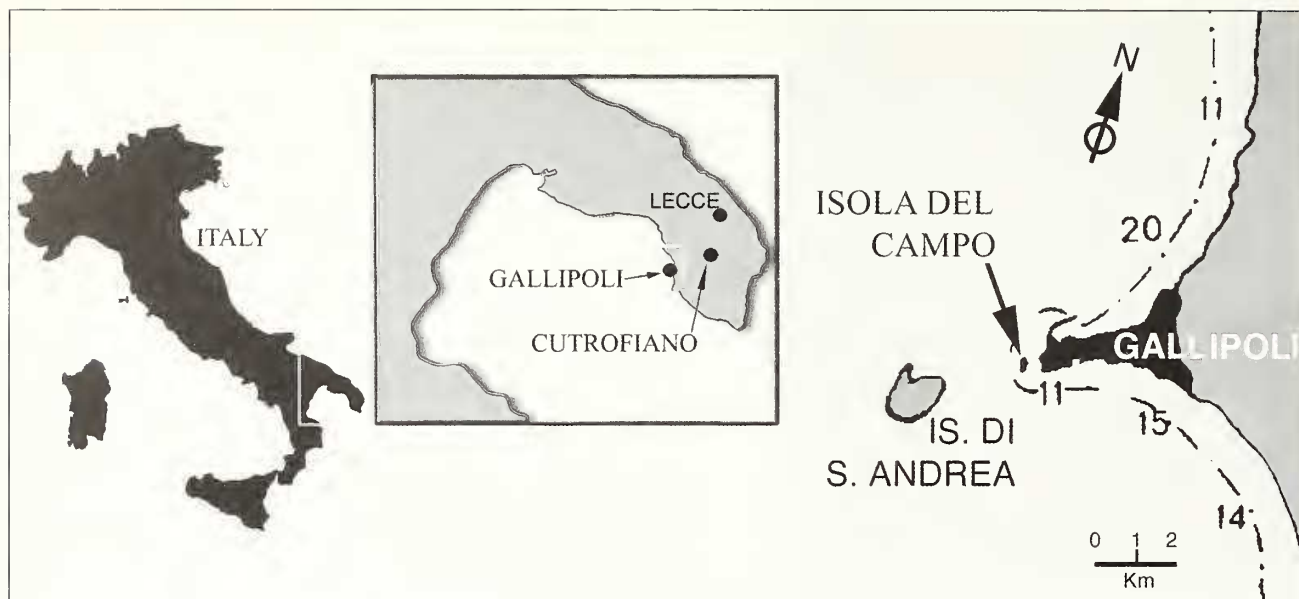 ITALY
LECCE
GALLIPOLI
CUTROFIANO
N
ISOLA DEL
CAMPO
11
20
GALLIPOLI
11
15
IS. DI
S. ANDREA
14
0 1 2
Km